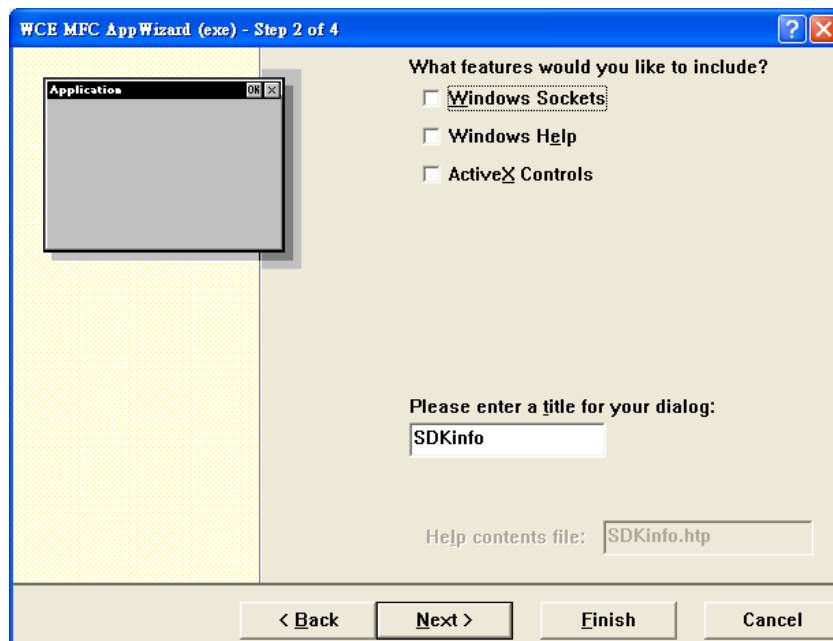 WCE MFC AppWizard (exe) - Step 2 of 4
Application OK
What features would you like to include?
Windows Sockets
Windows Help
ActiveX Controls
Please enter a title for your dialog:
SDKinfo
Help contents file: SDKinfo.htp
< Back Next > Finish Cancel